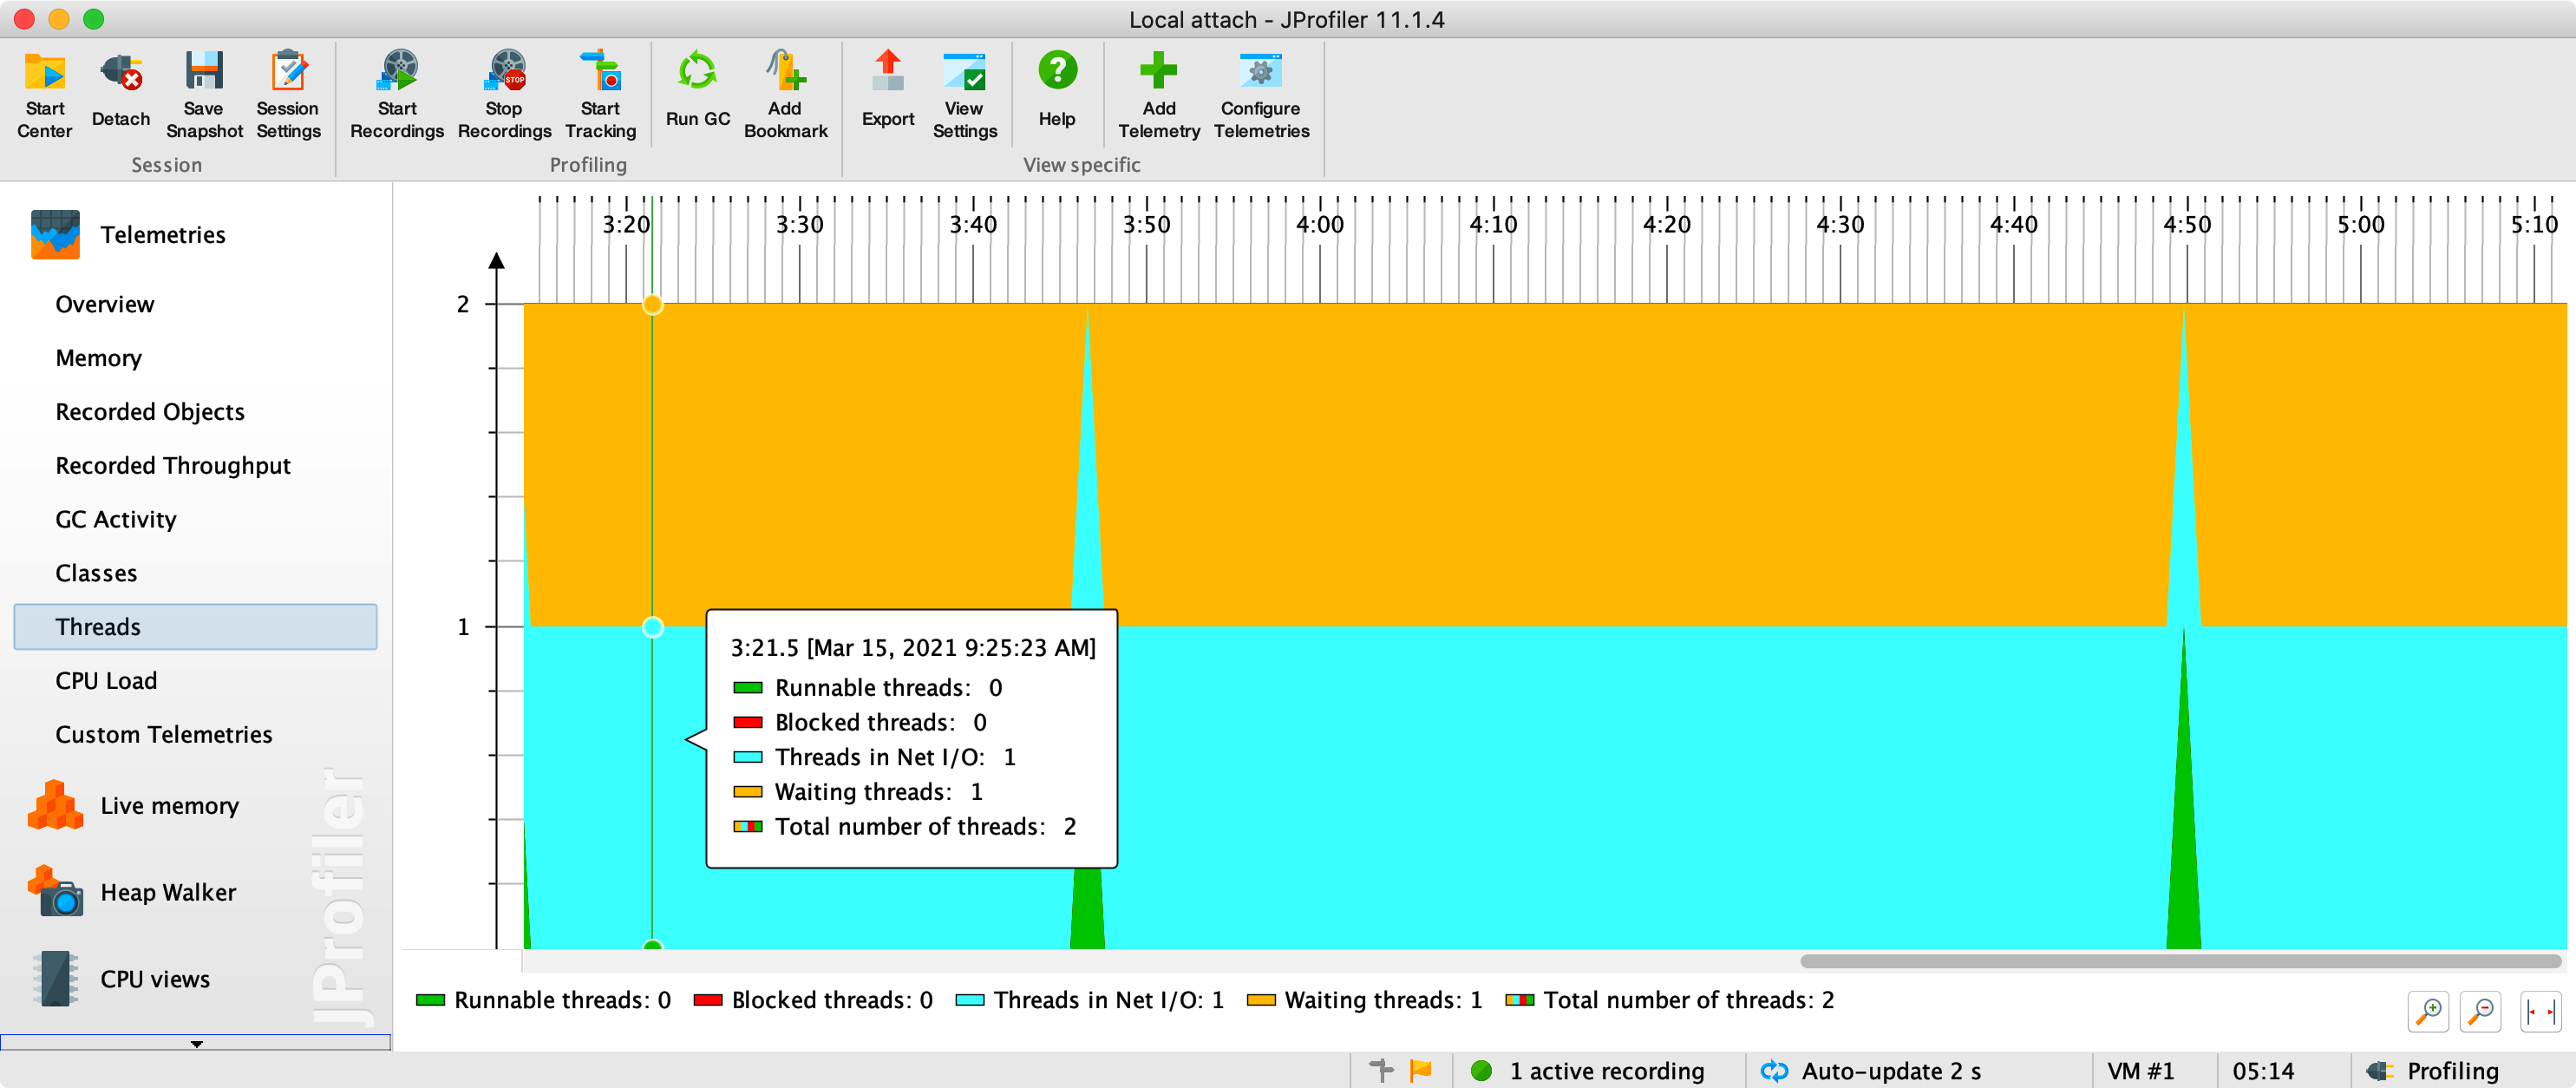 Local attach - JProfiler 11.1.4
Start Center
Detach
Save Snapshot
Session Settings
Start Recordings
Stop Recordings
Start Tracking
Run GC
Add Bookmark
Export
View Settings
Help
Add Telemetry
Configure Telemetries
Session
Profiling
View specific
STOP
Telemetries
Overview
Memory
Recorded Objects
Recorded Throughput
GC Activity
Classes
Threads
CPU Load
Custom Telemetries
Live memory
Heap Walker
CPU views
JProfiler
3:20 3:30 3:40 3:50 4:00 4:10 4:20 4:30 4:40 4:50 5:00 5:10
2
1
3:21.5 [Mar 15, 2021 9:25:23 AM]
Runnable threads: 0
Blocked threads: 0
Threads in Net I/O: 1
Waiting threads: 1
Total number of threads: 2
Runnable threads: 0 Blocked threads: 0 Threads in Net I/O: 1 Waiting threads: 1 Total number of threads: 2
1 active recording Auto-update 2 s VM #1 05:14 Profiling